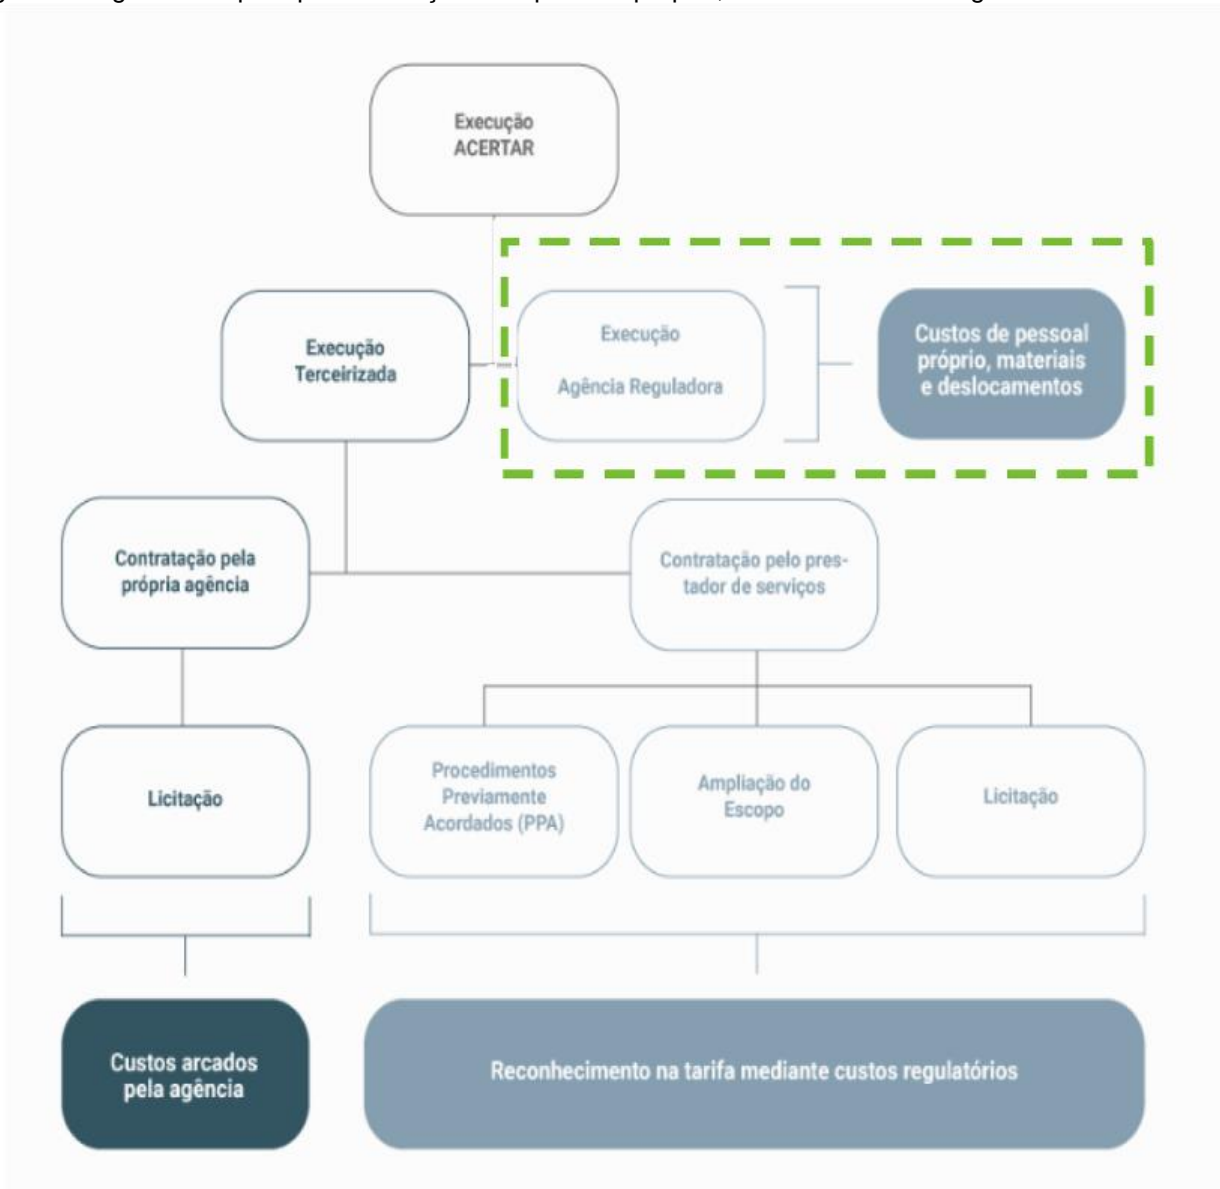 Execução
ACERTAR
Execução
Terceirizada
Execução
Agência Reguladora
Custos de pessoal
próprio, materiais
e deslocamentos
Contratação pela
própria agência
Contratação pelo pres-
tador de serviços
Licitação
Procedimentos
Previamente
Acordados (PPA)
Ampliação do
Escopo
Licitação
Custos arcados
pela agência
Reconhecimento na tarifa mediante custos regulatórios